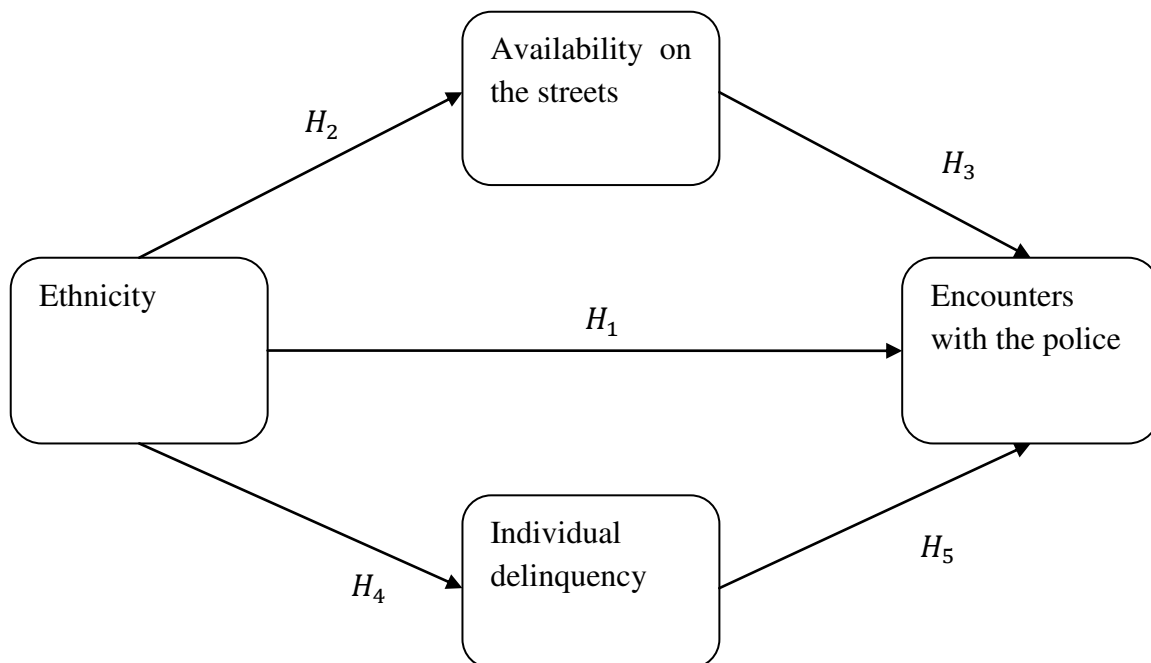 Availability on
the streets
H₂
H₃
Ethnicity
H₁
Encounters
with the police
Individual
delinquency
H₄
H₅